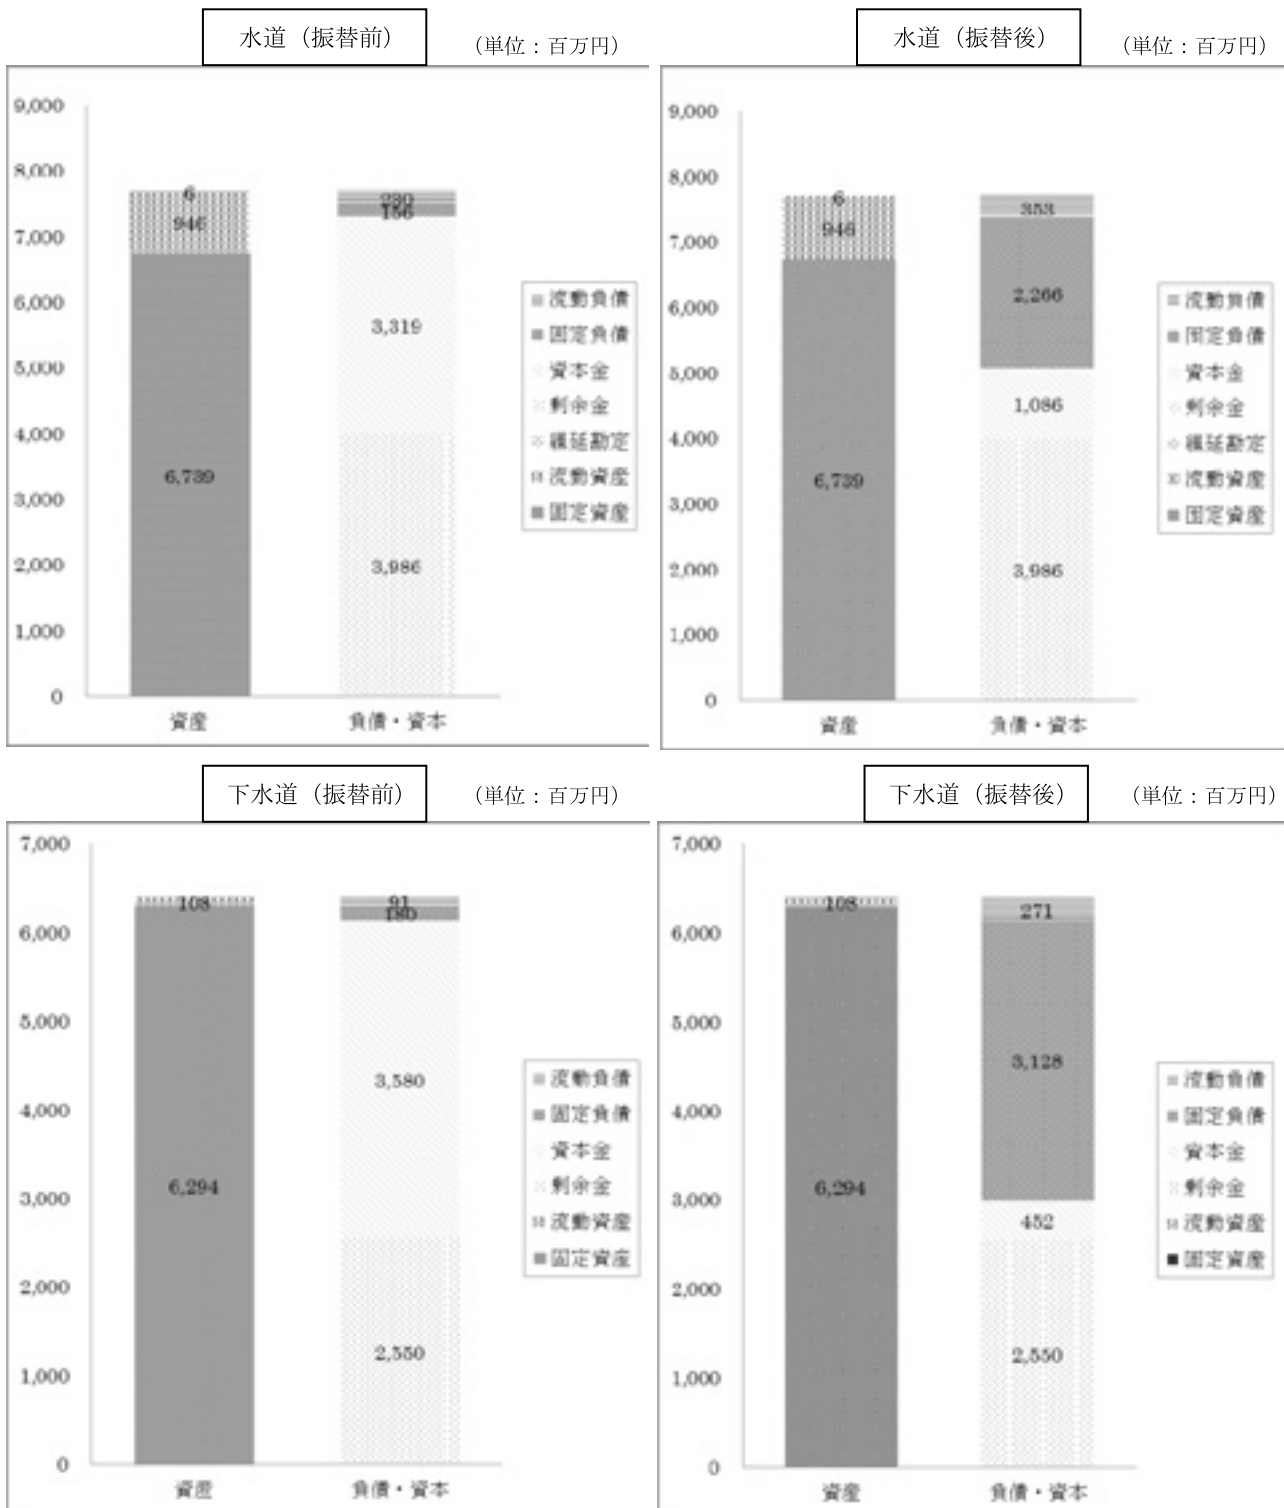 水道（振替前）
（単位：百万円）
9,000
8,000
7,000
6,000
5,000
4,000
3,000
2,000
1,000
0
6
946
6,739
230
156
3,319
3,986
資産
負債・資本
流動負債
固定負債
資本金
剰余金
繰延勘定
流動資産
固定資産
水道（振替後）
（単位：百万円）
9,000
8,000
7,000
6,000
5,000
4,000
3,000
2,000
1,000
0
6
946
6,739
353
2,266
1,086
3,986
資産
負債・資本
流動負債
固定負債
資本金
剰余金
繰延勘定
流動資産
固定資産
下水道（振替前）
（単位：百万円）
7,000
6,000
5,000
4,000
3,000
2,000
1,000
0
108
6,294
91
180
3,580
2,550
資産
負債・資本
流動負債
固定負債
資本金
剰余金
流動資産
固定資産
下水道（振替後）
（単位：百万円）
7,000
6,000
5,000
4,000
3,000
2,000
1,000
0
108
6,294
271
3,128
452
2,550
資産
負債・資本
流動負債
固定負債
資本金
剰余金
流動資産
固定資産